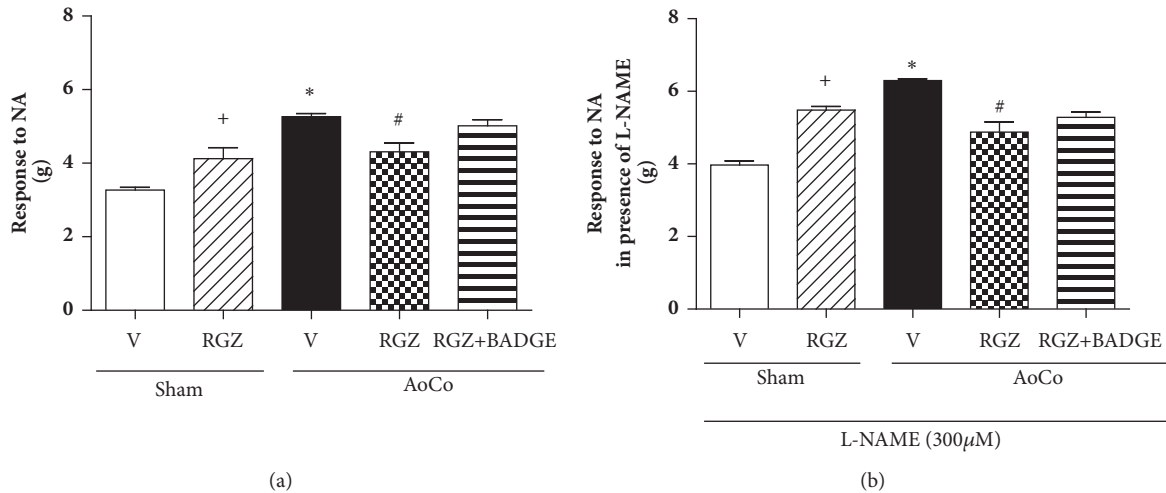 8
6
4
2
0
Response to NA
(g)
+
*
#
V
RGZ
V
RGZ
RGZ+BADGE
Sham
AoCo
(a)
8
6
4
2
0
Response to NA
in presence of L-NAME
(g)
+
*
#
V
RGZ
V
RGZ
RGZ+BADGE
Sham
AoCo
L-NAME (300μM)
(b)